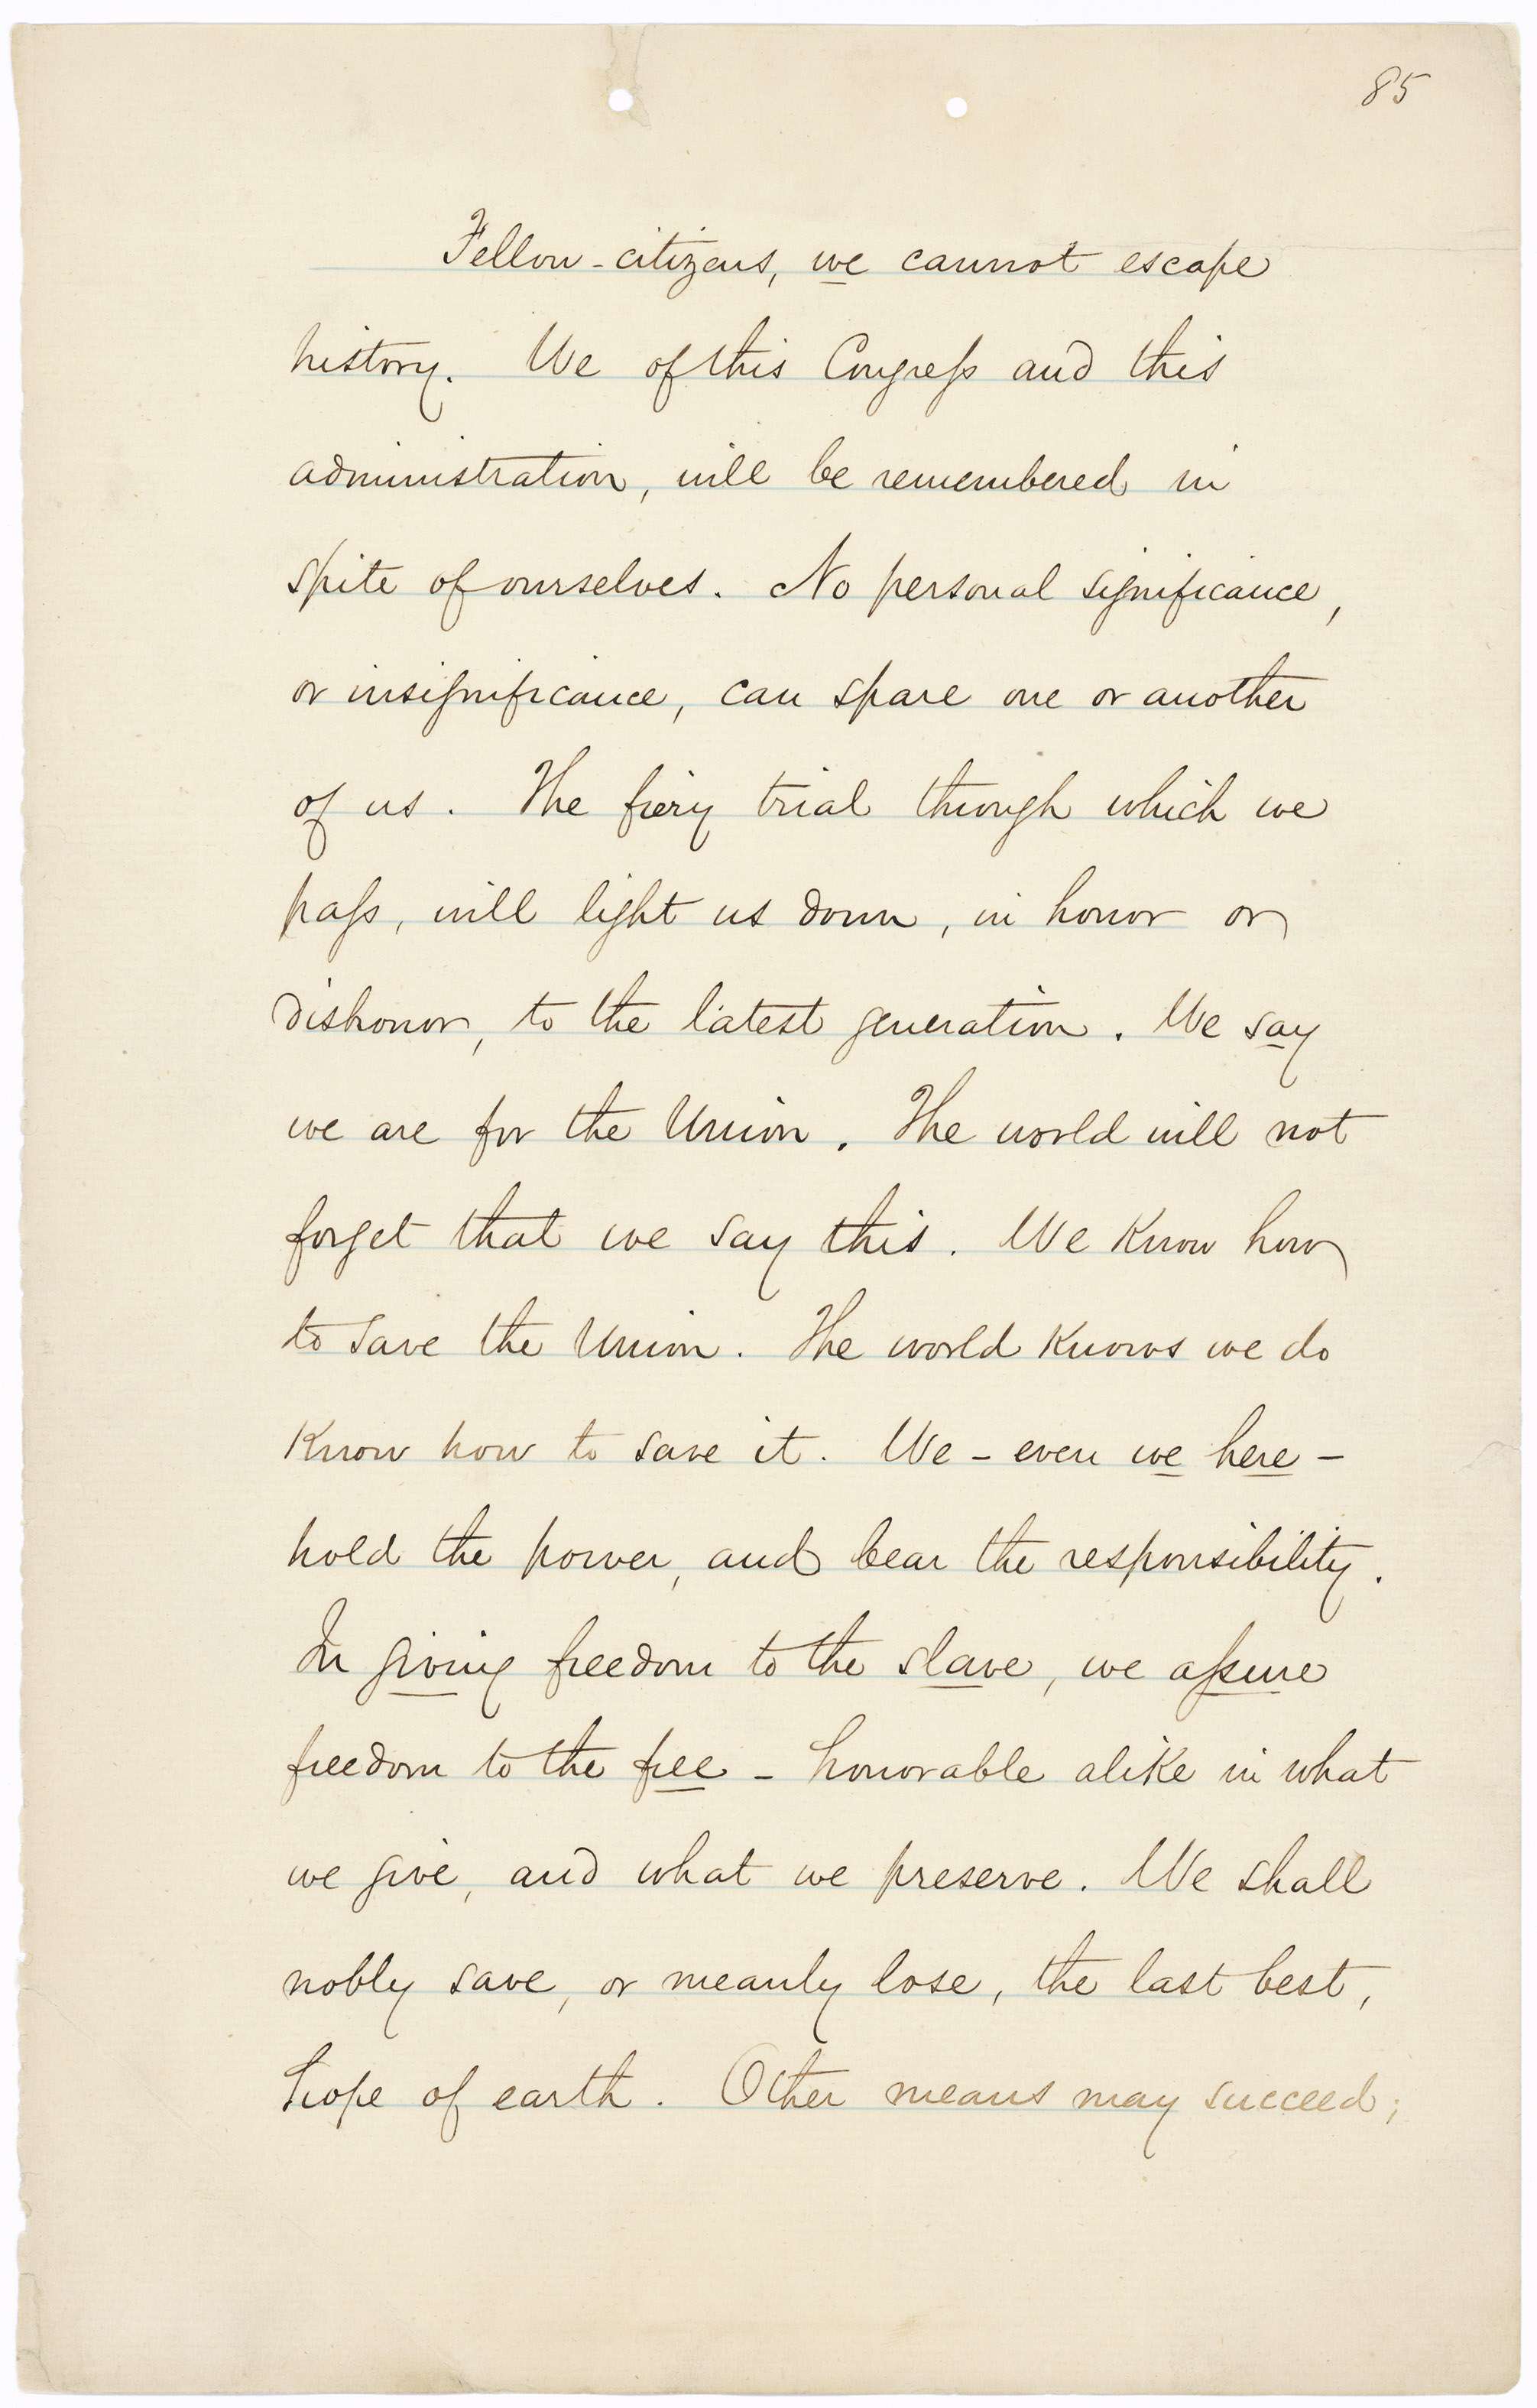 85
Fellow-citizens, we cannot escape
history. We of this Congreſs and this
administration, will be remembered in
spite of ourselves. No personal significance,
or insignificance, can spare one or another
of us. The fiery trial through which we
paſs, will light us down, in honor or
dishonor, to the latest generation. We say
we are for the Union. The world will not
forget that we say this. We know how
to save the Union. The world knows we do
know how to save it. We - even we here -
hold the power, and bear the responsibility.
In giving freedom to the slave, we aſsure
freedom to the free - honorable alike in what
we give, and what we preserve. We shall
nobly save, or meanly lose, the last best,
hope of earth. Other means may succeed;